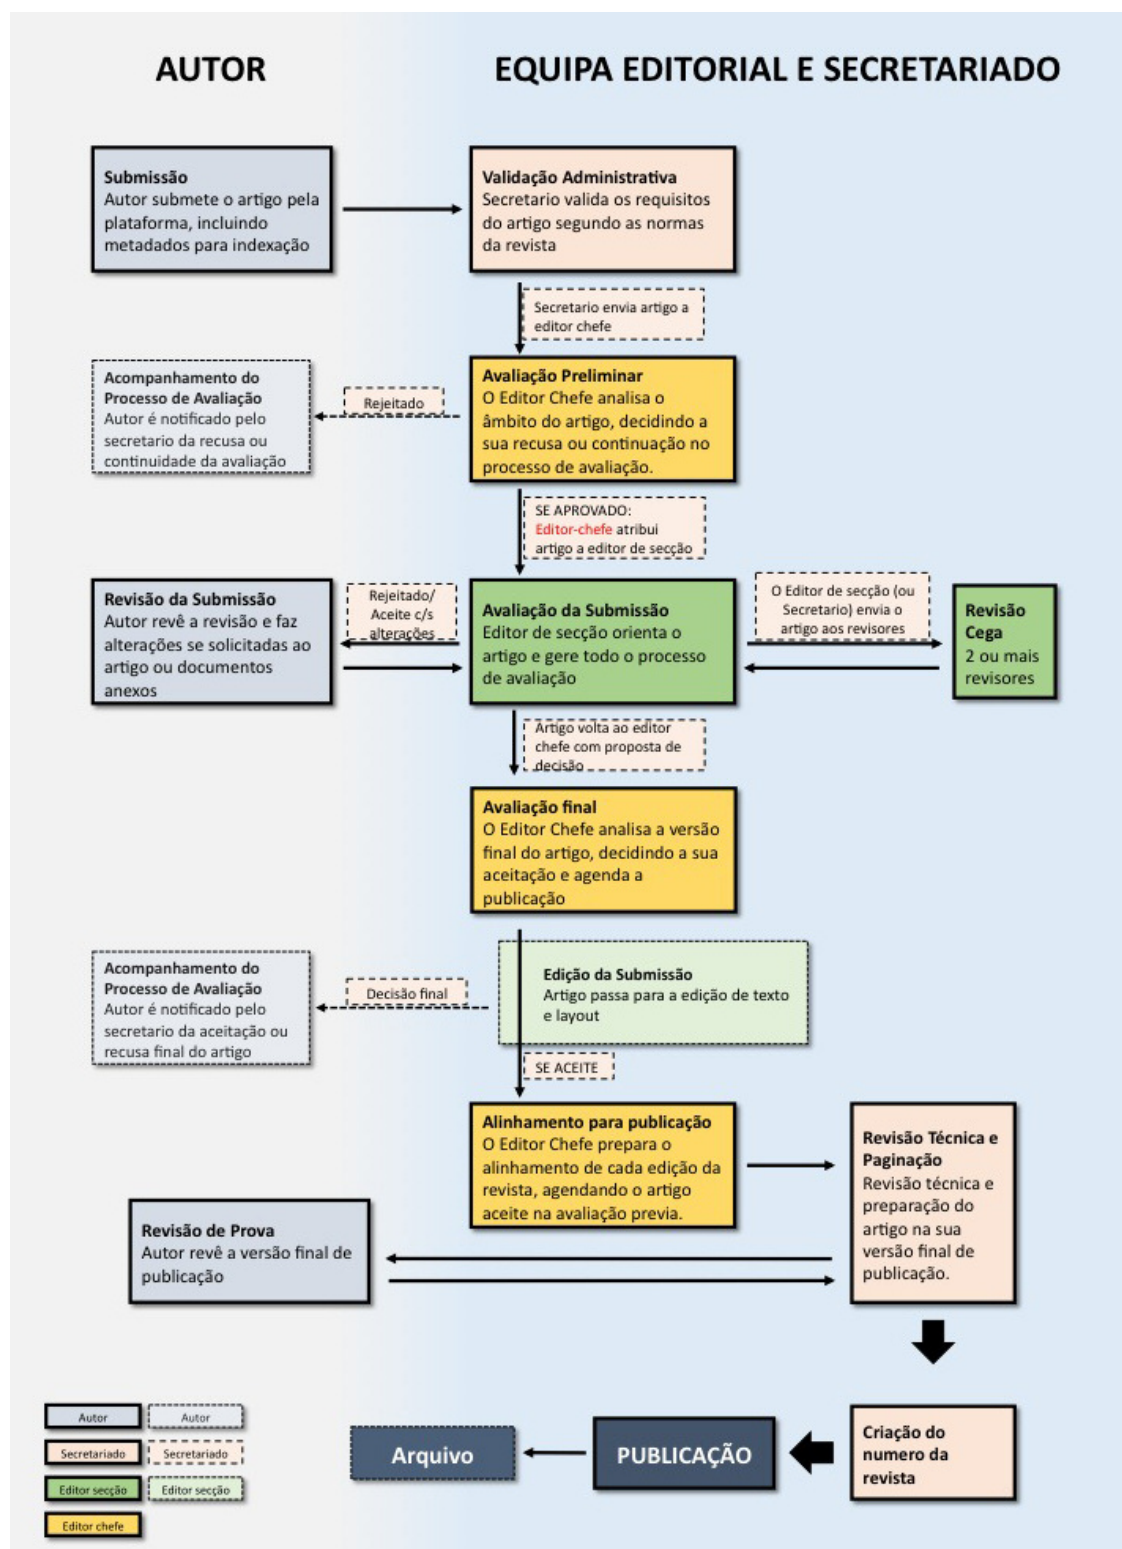 AUTOR
EQUIPA EDITORIAL E SECRETARIADO
Submissão
Autor submete o artigo pela
plataforma, incluindo
metadados para indexação
Validação Administrativa
Secretario valida os requisitos
do artigo segundo as normas
da revista
Secretario envia artigo a
editor chefe
Acompanhamento do
Processo de Avaliação
Autor é notificado pelo
secretario da recusa ou
continuidade da avaliação
Rejeitado
Avaliação Preliminar
O Editor Chefe analisa o
âmbito do artigo, decidindo a
sua recusa ou continuação no
processo de avaliação.
SE APROVADO:
Editor-chefe atribui
artigo a editor de secção
Revisão da Submissão
Autor revê a revisão e faz
alterações se solicitadas ao
artigo ou documentos
anexos
Rejeitado/
Aceite c/s
alterações
Avaliação da Submissão
Editor de secção orienta o
artigo e gere todo o processo
de avaliação
O Editor de secção (ou
Secretario) envia o
artigo aos revisores
Revisão
Cega
2 ou mais
revisores
Artigo volta ao editor
chefe com proposta de
decisão
Avaliação final
O Editor Chefe analisa a versão
final do artigo, decidindo a sua
aceitação e agenda a
publicação
Acompanhamento do
Processo de Avaliação
Autor é notificado pelo
secretario da aceitação ou
recusa final do artigo
Decisão final
Edição da Submissão
Artigo passa para a edição de texto
e layout
SE ACEITE
Alinhamento para publicação
O Editor Chefe prepara o
alinhamento de cada edição da
revista, agendando o artigo
aceite na avaliação previa.
Revisão Técnica e
Paginação
Revisão técnica e
preparação do
artigo na sua
versão final de
publicação.
Revisão de Prova
Autor revê a versão final de
publicação
Autor
Autor
Secretariado
Secretariado
Editor secção
Editor secção
Editor chefe
Arquivo
PUBLICAÇÃO
Criação do
numero da
revista